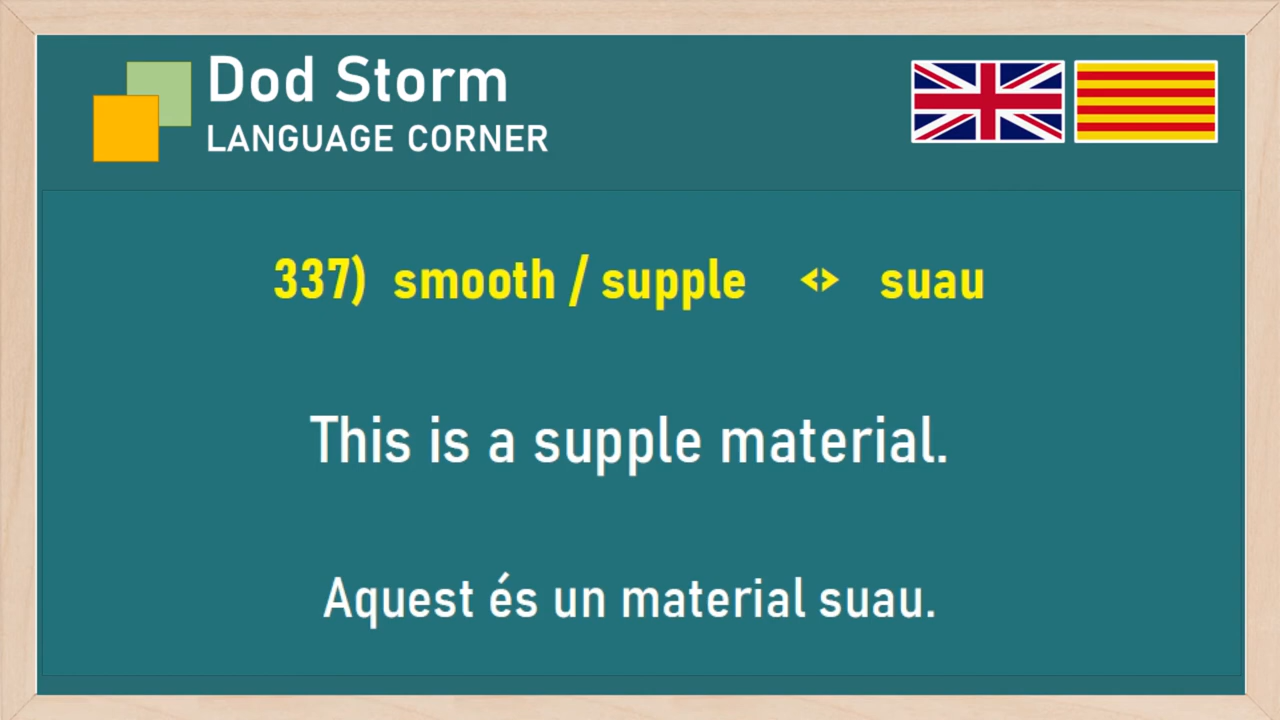 Dod Storm
LANGUAGE CORNER
337) smooth / supple <> suau
This is a supple material.
Aquest és un material suau.